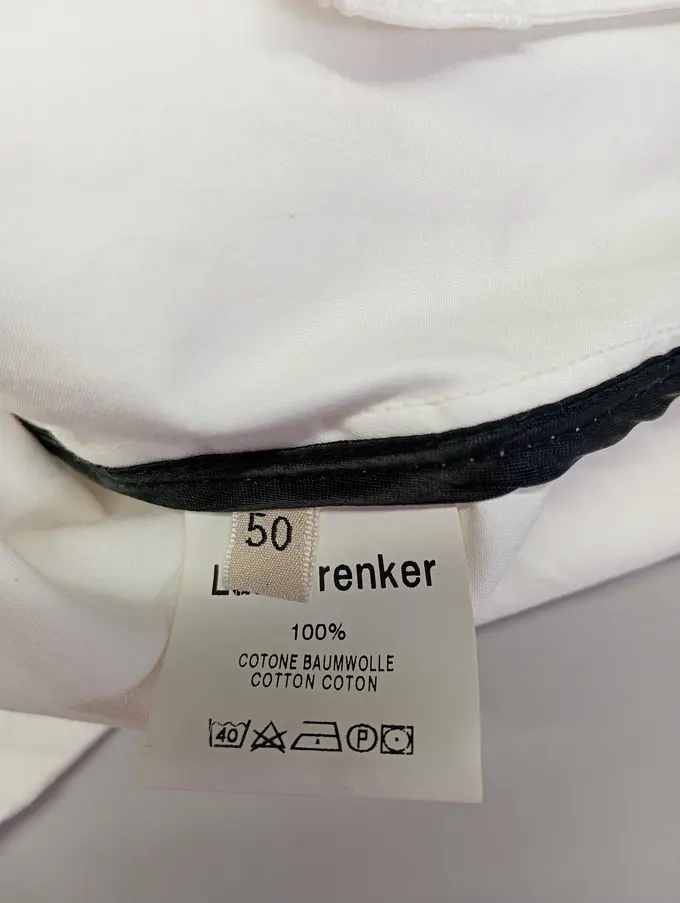 50
renker
100%
COTONE BAUMWOLLE
COTTON COTON
40 P